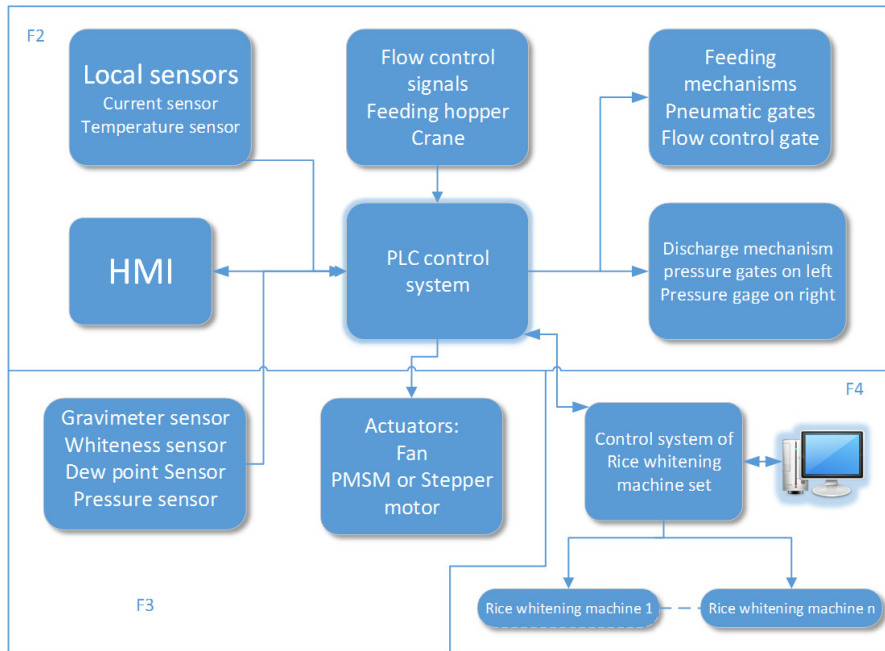 F2
Local sensors
Current sensor
Temperature sensor
Flow control
signals
Feeding hopper
Crane
Feeding
mechanisms
Pneumatic gates
Flow control gate
HMI
PLC control
system
Discharge mechanism
pressure gates on left
Pressure gage on right
F4
Gravimeter sensor
Whiteness sensor
Dew point Sensor
Pressure sensor
Actuators:
Fan
PMSM or Stepper
motor
Control system of
Rice whitening
machine set
F3
Rice whitening machine 1
Rice whitening machine n